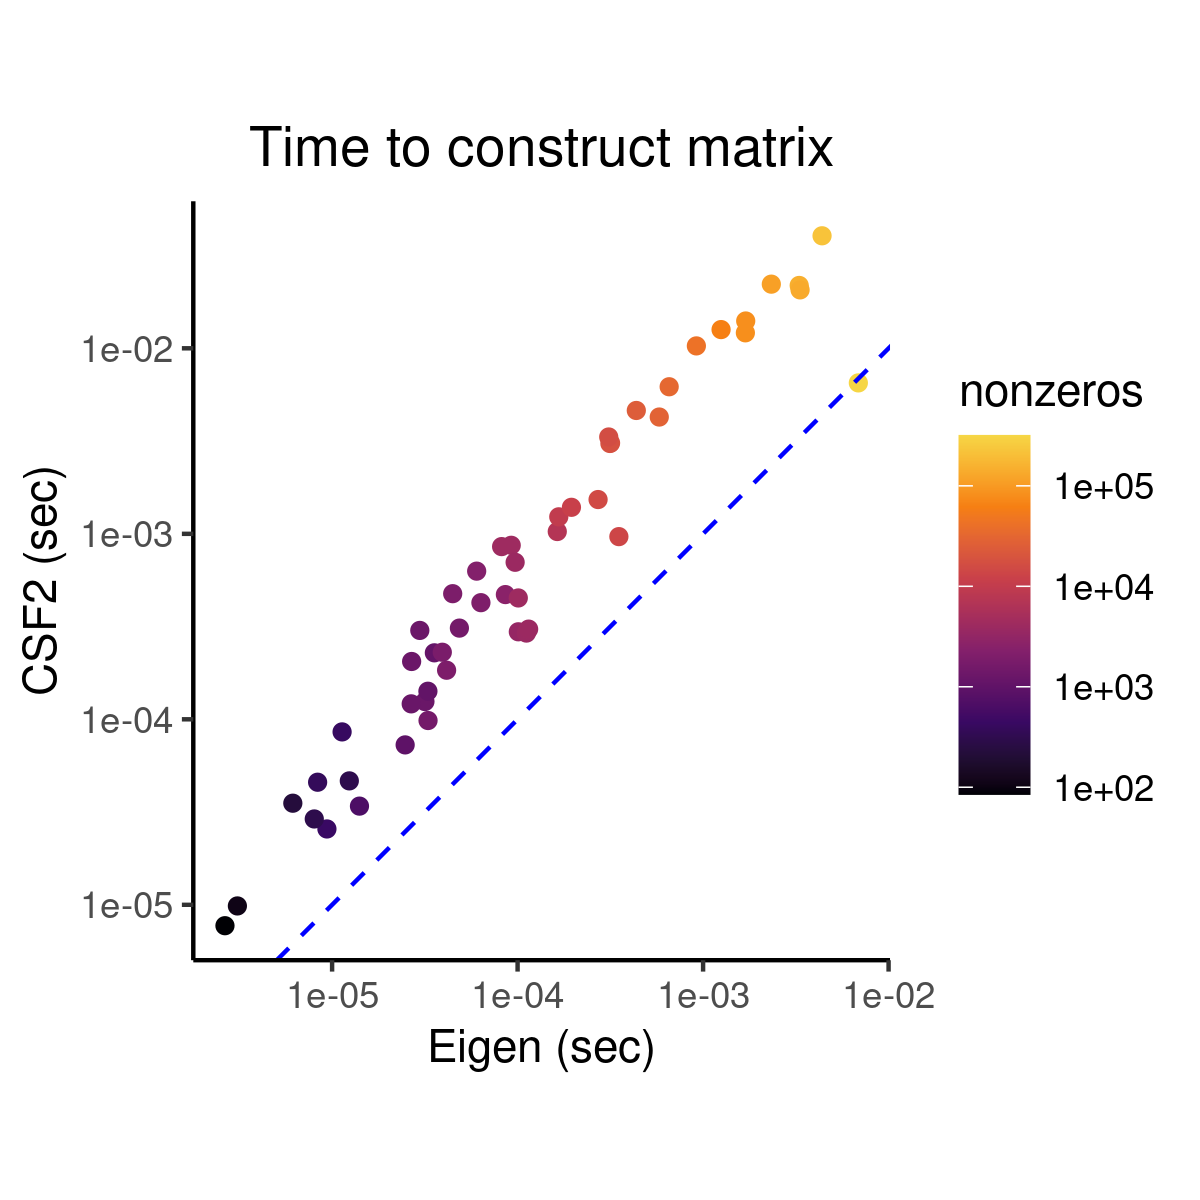 Time to construct matrix
CSF2 (sec)
1e-02
1e-03
1e-04
1e-05
1e-05
1e-04
1e-03
1e-02
Eigen (sec)
nonzeros
1e+05
1e+04
1e+03
1e+02